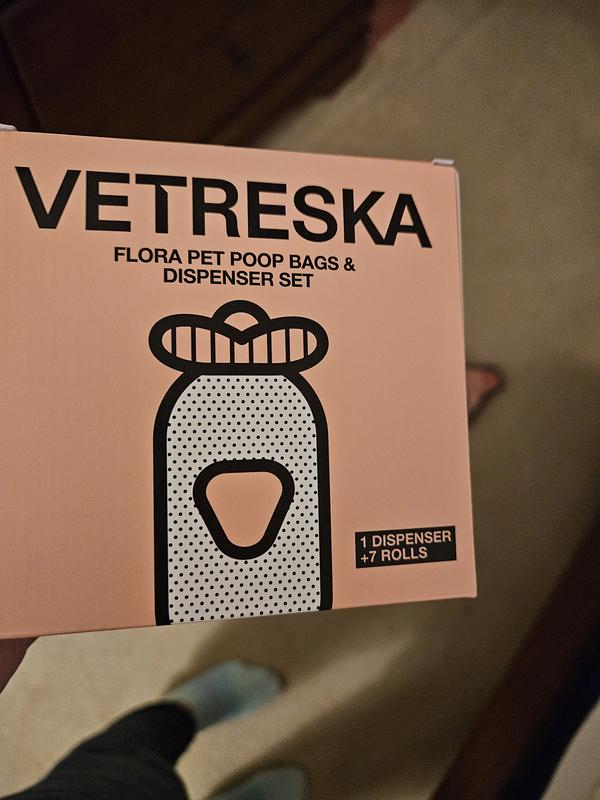 VETRESKA
FLORA PET POOP BAGS &
DISPENSER SET
1 DISPENSER
+7 ROLLS